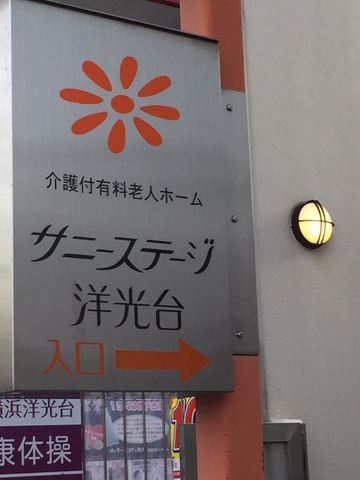 介護付有料老人ホーム
サニーステージ
洋光台
入口
横浜洋光台
康体操